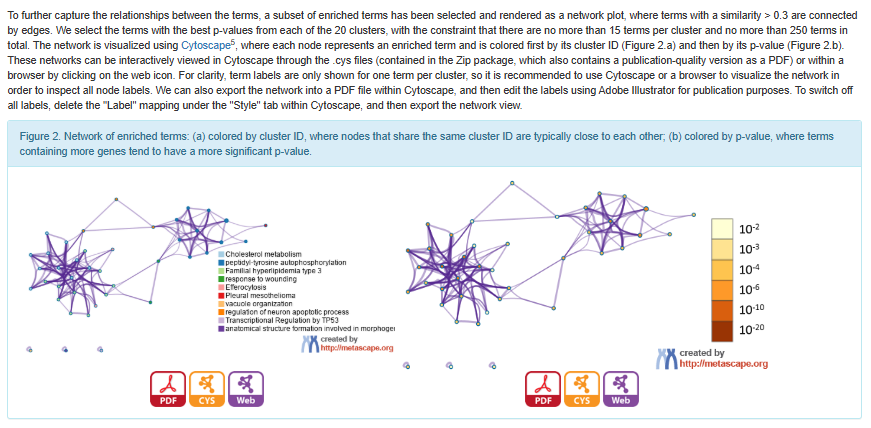 To further capture the relationships between the terms, a subset of enriched terms has been selected and rendered as a network plot, where terms with a similarity > 0.3 are connected
by edges. We select the terms with the best p-values from each of the 20 clusters, with the constraint that there are no more than 15 terms per cluster and no more than 250 terms in
total. The network is visualized using Cytoscape⁵, where each node represents an enriched term and is colored first by its cluster ID (Figure 2.a) and then by its p-value (Figure 2.b).
These networks can be interactively viewed in Cytoscape through the .cys files (contained in the Zip package, which also contains a publication-quality version as a PDF) or within a
browser by clicking on the web icon. For clarity, term labels are only shown for one term per cluster, so it is recommended to use Cytoscape or a browser to visualize the network in
order to inspect all node labels. We can also export the network into a PDF file within Cytoscape, and then edit the labels using Adobe Illustrator for publication purposes. To switch off
all labels, delete the "Label" mapping under the "Style" tab within Cytoscape, and then export the network view.
Figure 2. Network of enriched terms: (a) colored by cluster ID, where nodes that share the same cluster ID are typically close to each other; (b) colored by p-value, where terms
containing more genes tend to have a more significant p-value.
Cholesterol metabolism
peptidyl-tyrosine autophosphorylation
Familial hyperlipidemia type 3
response to wounding
Efferocytosis
Pleural mesothelioma
vacuole organization
regulation of neuron apoptotic process
Transcriptional Regulation by TP53
anatomical structure formation involved in morphoger
created by
http://metascape.org
PDF
CYS
Web
10⁻²
10⁻³
10⁻⁴
10⁻⁶
10⁻¹⁰
10⁻²⁰
created by
http://metascape.org
PDF
CYS
Web